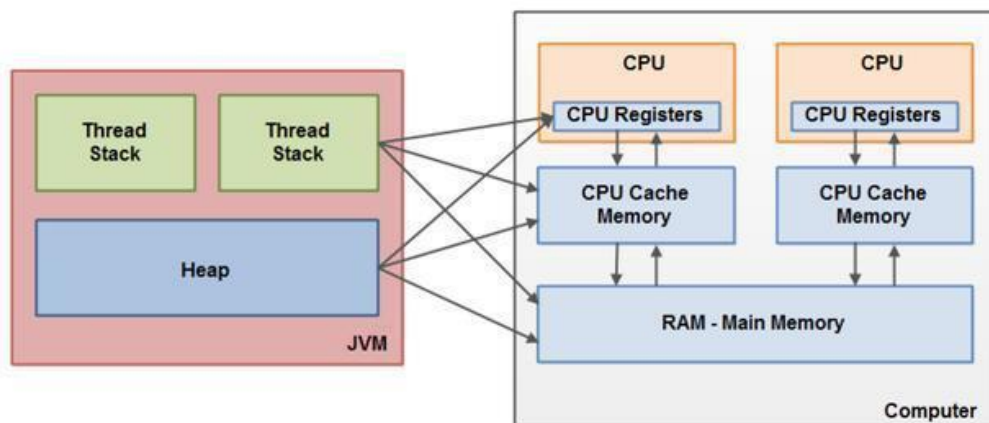 Thread
Stack
Thread
Stack
Heap
JVM
CPU
CPU Registers
CPU Cache
Memory
CPU
CPU Registers
CPU Cache
Memory
RAM - Main Memory
Computer